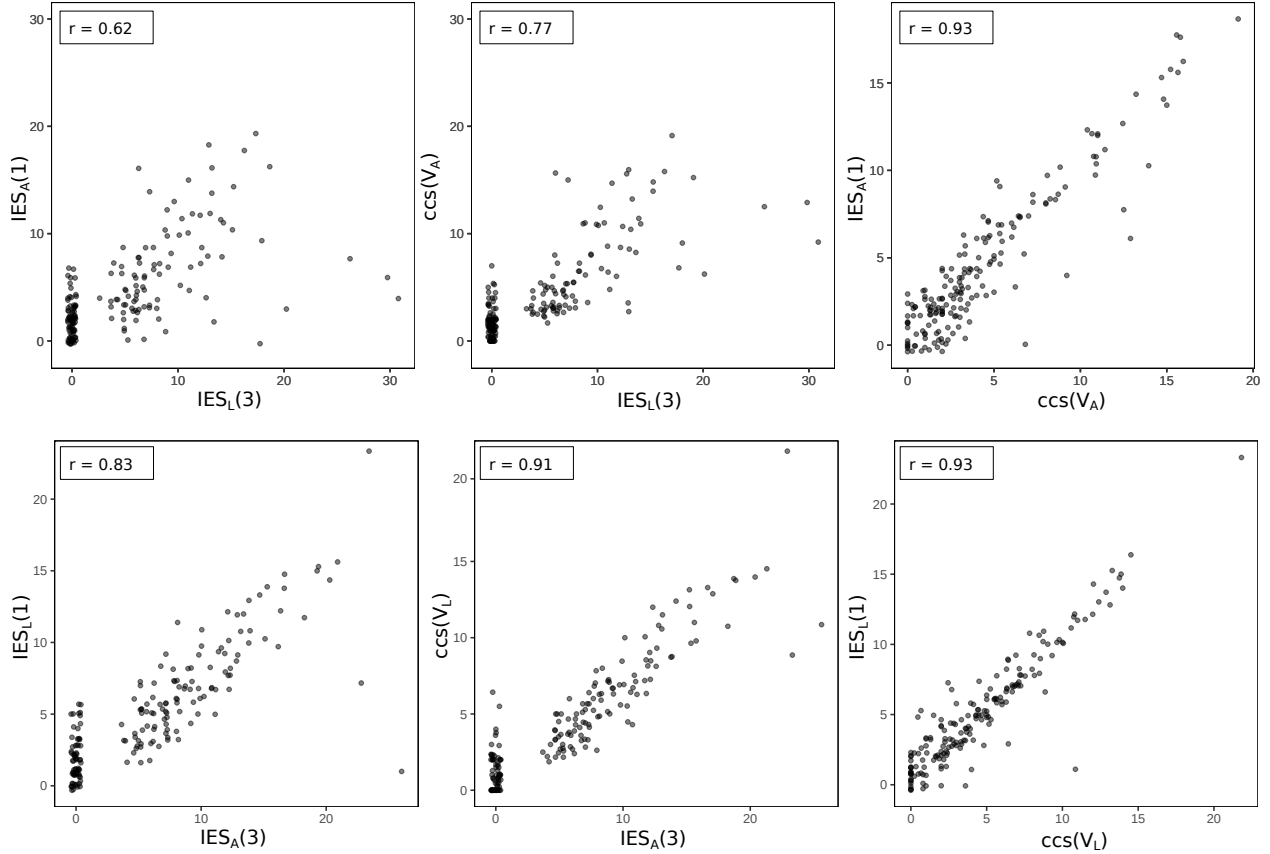 r = 0.62
30
20
10
0
IES_A(1)
0 10 20 30
IES_L(3)
r = 0.77
30
20
10
0
ccs(V_A)
0 10 20 30
IES_L(3)
r = 0.93
15
10
5
0
IES_A(1)
0 5 10 15 20
ccs(V_A)
r = 0.83
20
15
10
5
0
IES_L(1)
0 10 20
IES_A(3)
r = 0.91
20
15
10
5
0
ccs(V_L)
0 10 20
IES_A(3)
r = 0.93
20
15
10
5
0
IES_L(1)
0 5 10 15 20
ccs(V_L)